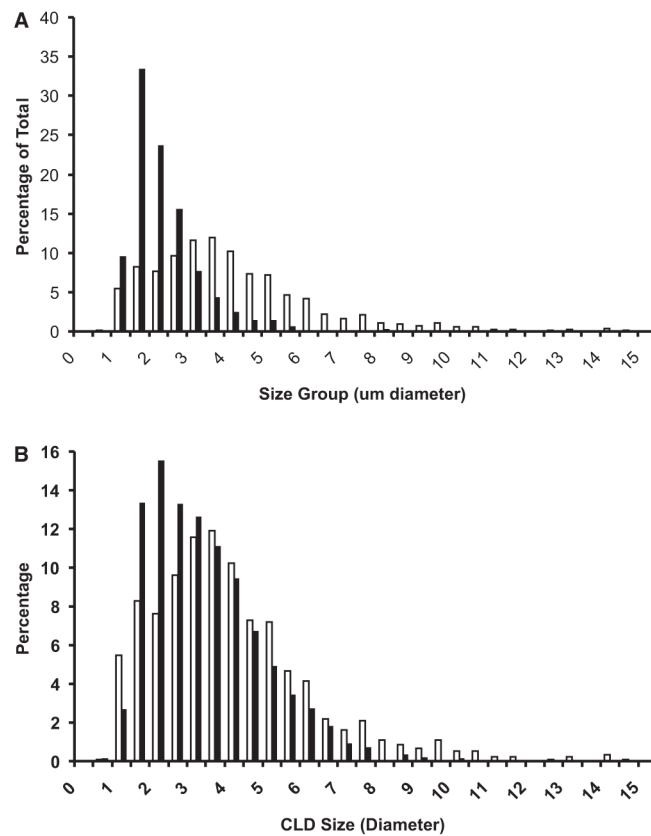 A
40
35
30
25
20
15
10
5
0
Percentage of Total
0 1 2 3 4 5 6 7 8 9 10 11 12 13 14 15
Size Group (um diameter)
B
16
14
12
10
8
6
4
2
0
Percentage
0 1 2 3 4 5 6 7 8 9 10 11 12 13 14 15
CLD Size (Diameter)